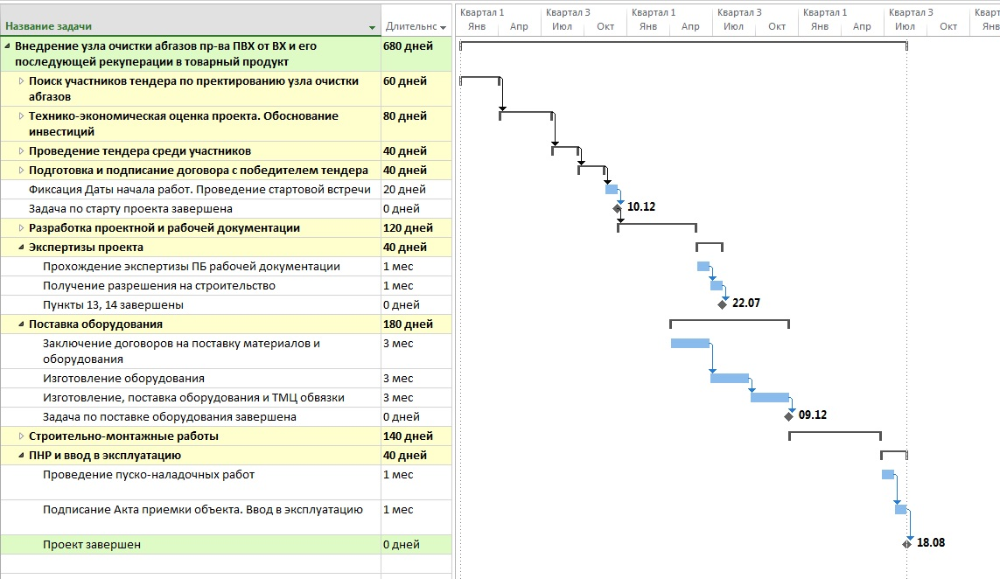 Название задачи Длительнс Квартал 1 Квартал 3 Квартал 1 Квартал 3 Квартал 1 Квартал 3 Кварт
Янв Апр Июл Окт Янв Апр Июл Окт Янв Апр Июл Окт Янв
Внедрение узла очистки абгазов пр-ва ПВХ от ВХ и его 680 дней
последующей рекуперации в товарный продукт
Поиск участников тендера по пректированию узла очистки 60 дней
абгазов
Технико-экономическая оценка проекта. Обоснование 80 дней
инвестиций
Проведение тендера среди участников 40 дней
Подготовка и подписание договора с победителем тендера 40 дней
Фиксация Даты начала работ. Проведение стартовой встречи 20 дней
Задача по старту проекта завершена 0 дней 10.12
Разработка проектной и рабочей документации 120 дней
Экспертизы проекта 40 дней
Прохождение экспертизы ПБ рабочей документации 1 мес
Получение разрешения на строительство 1 мес
Пункты 13, 14 завершены 0 дней 22.07
Поставка оборудования 180 дней
Заключение договоров на поставку материалов и 3 мес
оборудования
Изготовление оборудования 3 мес
Изготовление, поставка оборудования и ТМЦ обвязки 3 мес
Задача по поставке оборудования завершена 0 дней 09.12
Строительно-монтажные работы 140 дней
ПНР и ввод в эксплуатацию 40 дней
Проведение пуско-наладочных работ 1 мес
Подписание Акта приемки объекта. Ввод в эксплуатацию 1 мес
Проект завершен 0 дней 18.08